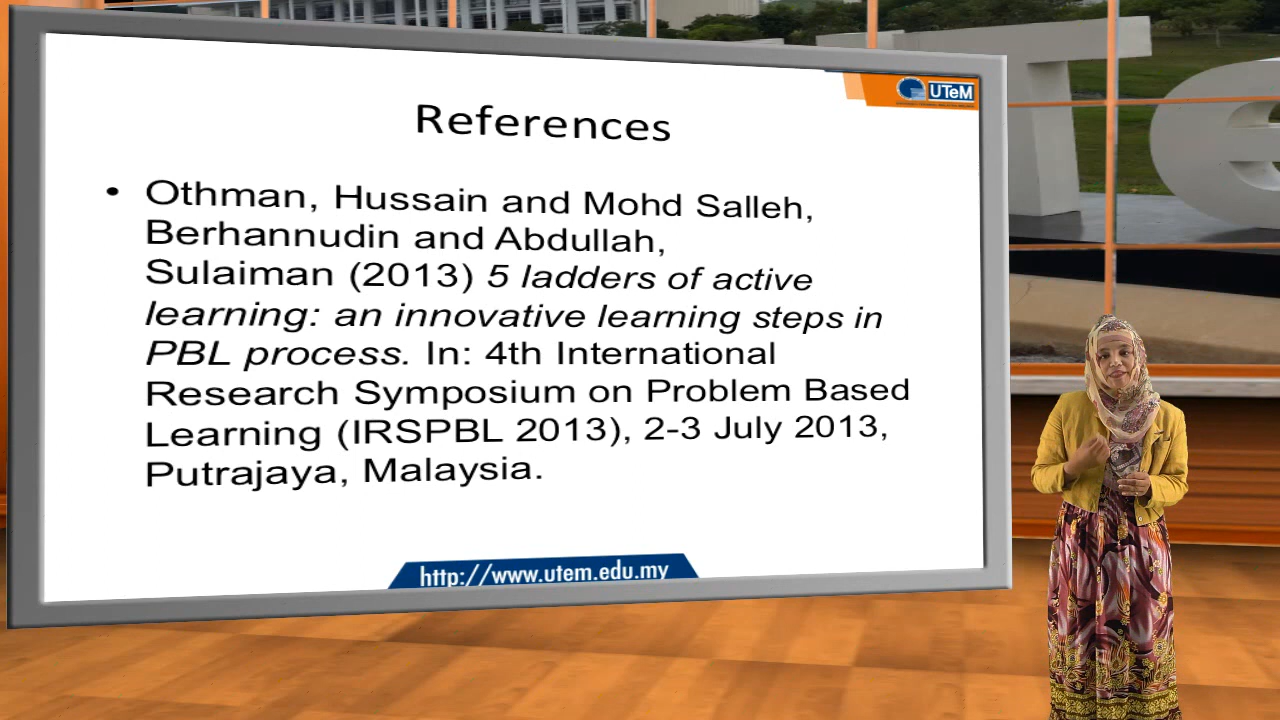 UTeM
References
• Othman, Hussain and Mohd Salleh,
Berhannudin and Abdullah,
Sulaiman (2013) 5 ladders of active
learning: an innovative learning steps in
PBL process. In: 4th International
Research Symposium on Problem Based
Learning (IRSPBL 2013), 2-3 July 2013,
Putrajaya, Malaysia.
http://www.utem.edu.my
Te